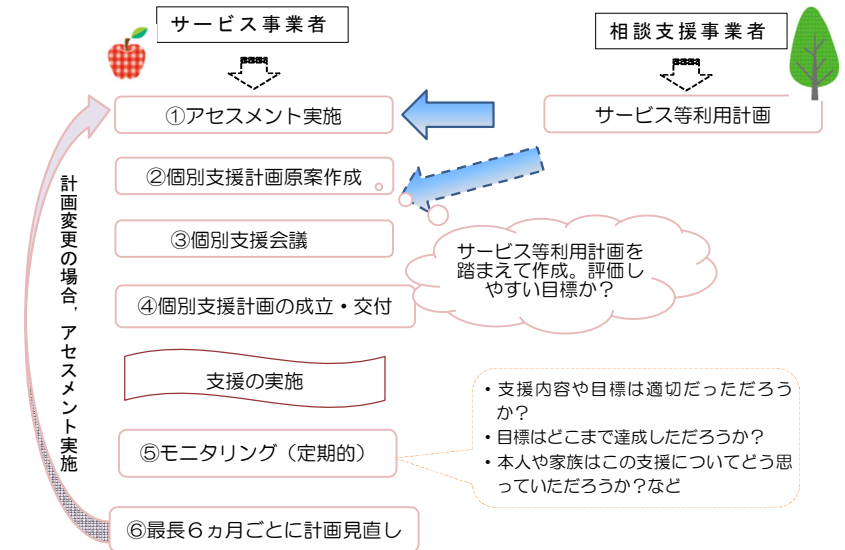 サービス事業者
相談支援事業者
①アセスメント実施
サービス等利用計画
②個別支援計画原案作成
③個別支援会議
サービス等利用計画を
踏まえて作成。評価し
やすい目標か？
④個別支援計画の成立・交付
支援の実施
・支援内容や目標は適切だっただろう
か？
・目標はどこまで達成しただろうか？
・本人や家族はこの支援についてどう思
っていただろうか？など
⑤モニタリング（定期的）
⑥最長６ヵ月ごとに計画見直し
計画変更の場合，アセスメント実施